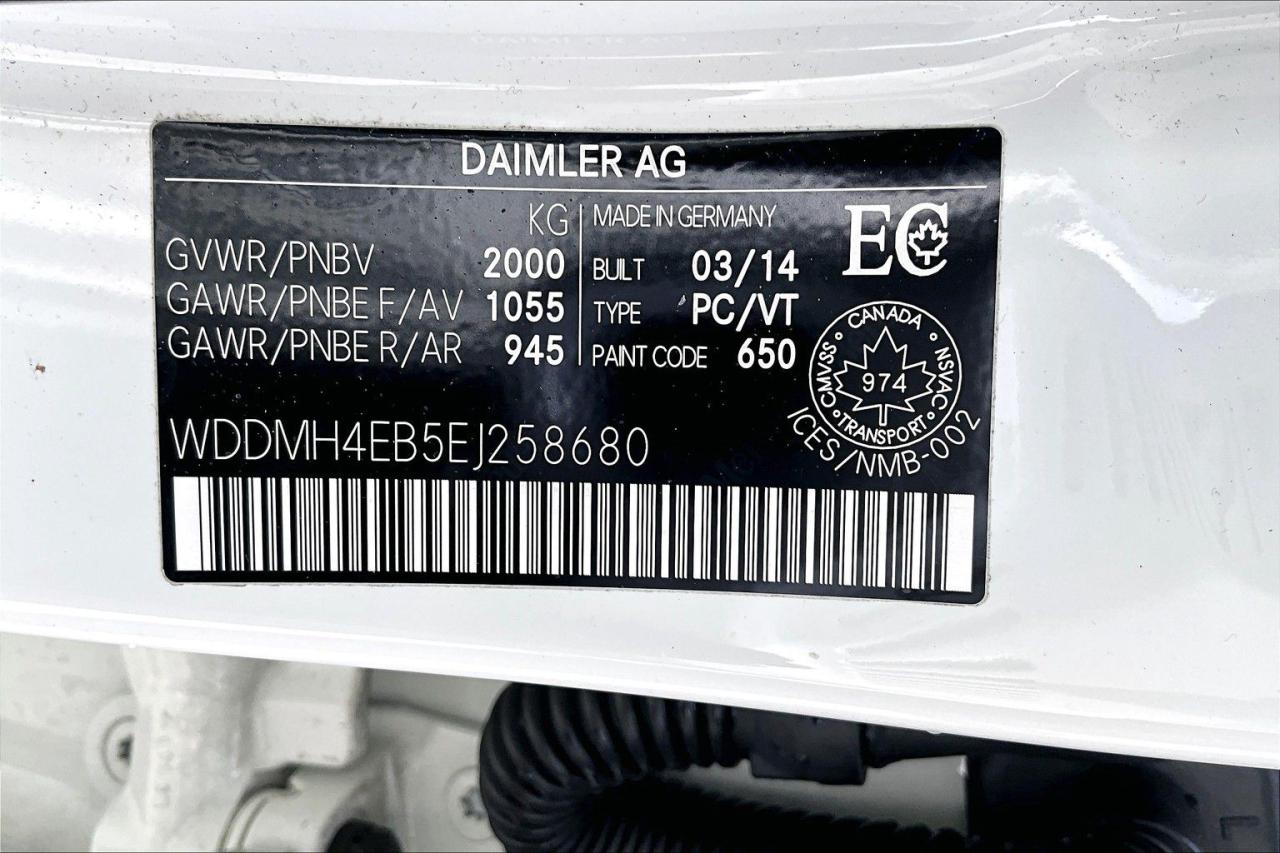 DAIMLER AG
KG
GVWR/PNBV 2000
GAWR/PNBE F/AV 1055
GAWR/PNBE R/AR 945
MADE IN GERMANY
BUILT 03/14
TYPE PC/VT
PAINT CODE 650
EC
CANADA
CMVSS
NSVAC
974
TRANSPORT
ICES/NMB-002
WDDMH4EB5EJ258680